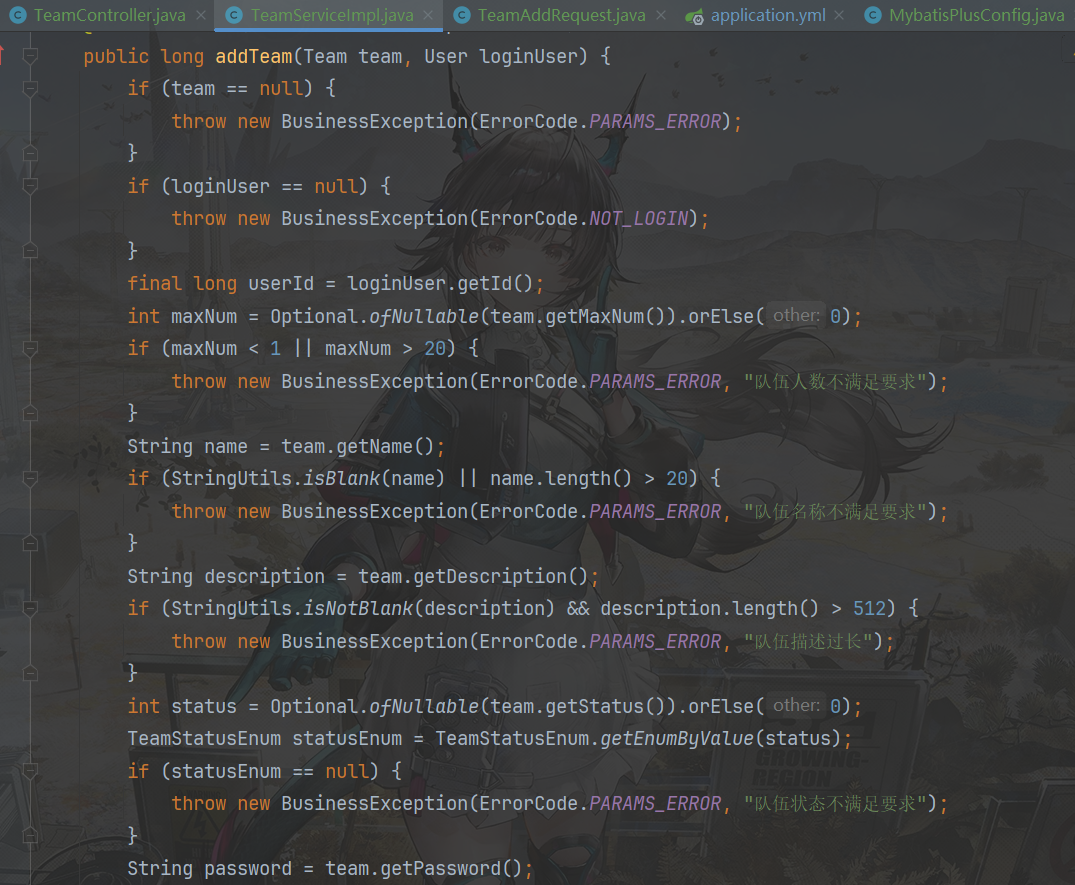 TeamController.java TeamServiceImpl.java TeamAddRequest.java application.yml MybatisPlusConfig.java
public long addTeam(Team team, User loginUser) {
if (team == null) {
throw new BusinessException(ErrorCode.PARAMS_ERROR);
}
if (loginUser == null) {
throw new BusinessException(ErrorCode.NOT_LOGIN);
}
final long userId = loginUser.getId();
int maxNum = Optional.ofNullable(team.getMaxNum()).orElse( other: 0);
if (maxNum < 1 || maxNum > 20) {
throw new BusinessException(ErrorCode.PARAMS_ERROR, "队伍人数不满足要求");
}
String name = team.getName();
if (StringUtils.isBlank(name) || name.length() > 20) {
throw new BusinessException(ErrorCode.PARAMS_ERROR, "队伍名称不满足要求");
}
String description = team.getDescription();
if (StringUtils.isNotBlank(description) && description.length() > 512) {
throw new BusinessException(ErrorCode.PARAMS_ERROR, "队伍描述过长");
}
int status = Optional.ofNullable(team.getStatus()).orElse( other: 0);
TeamStatusEnum statusEnum = TeamStatusEnum.getEnumByValue(status);
if (statusEnum == null) {
GROWING-
REGION
throw new BusinessException(ErrorCode.PARAMS_ERROR, "队伍状态不满足要求");
}
String password = team.getPassword();